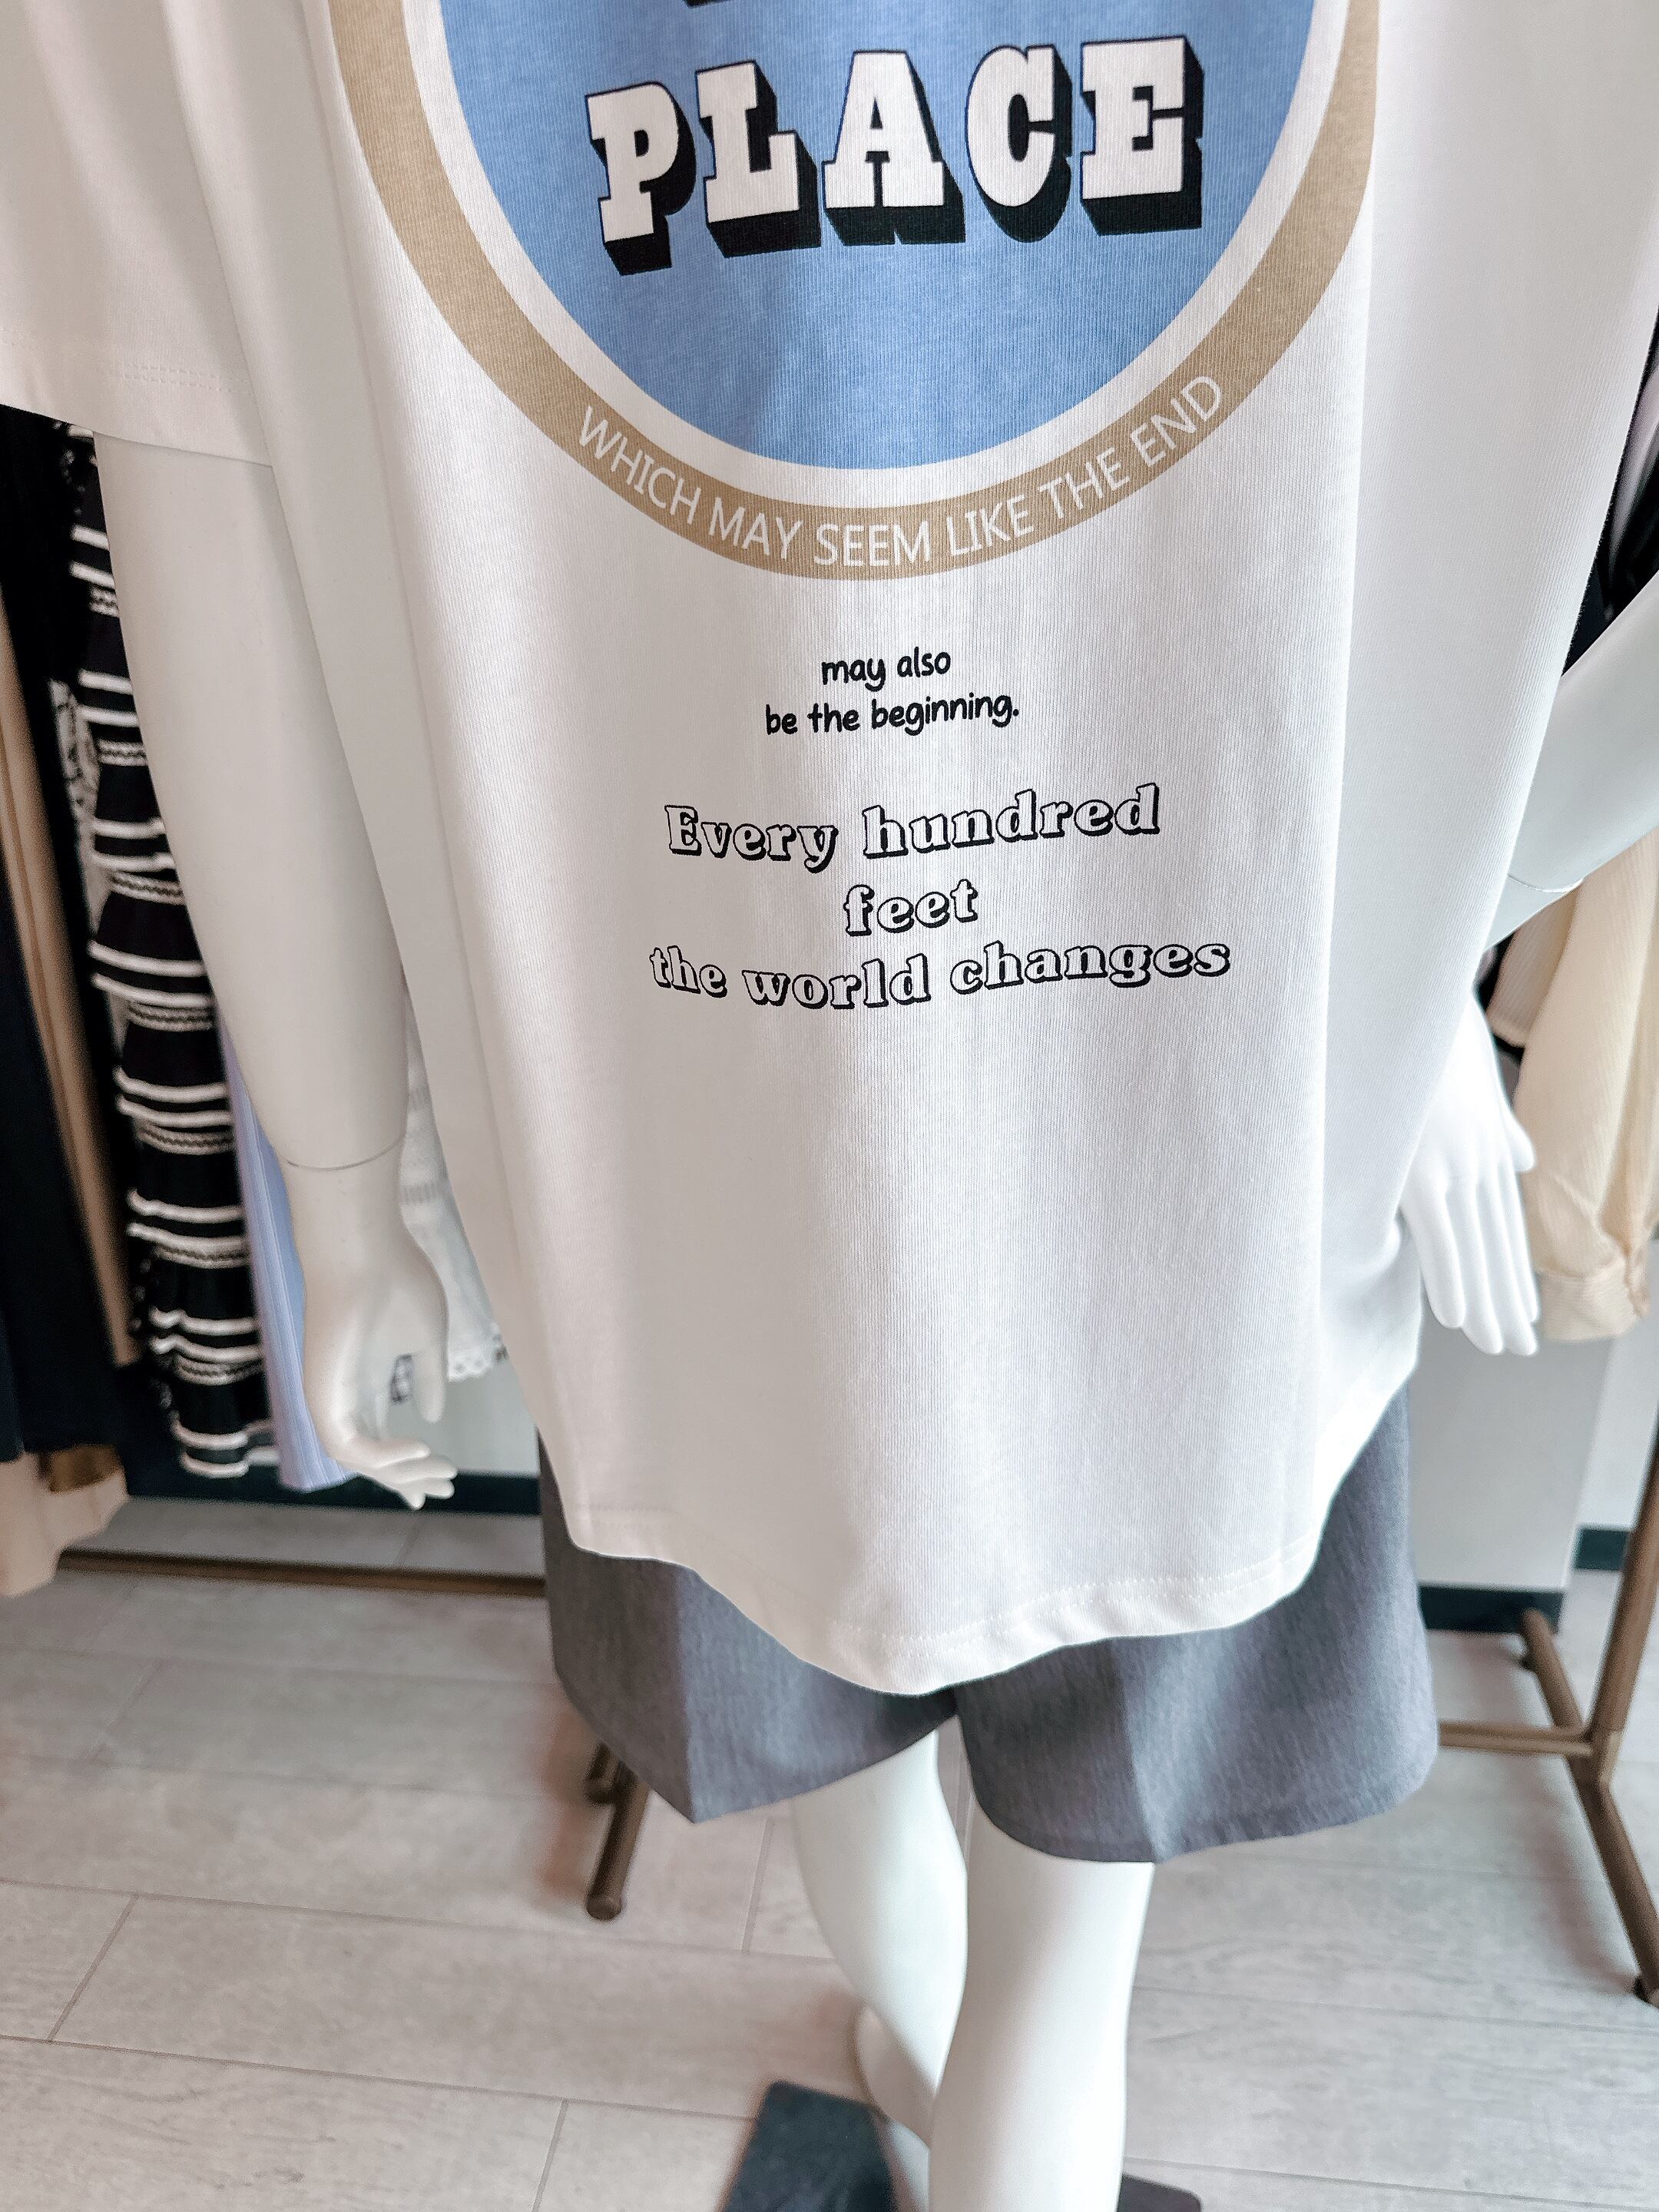 PLACE
WHICH MAY SEEM LIKE THE END
may also
be the beginning.
Every hundred
feet
the world changes